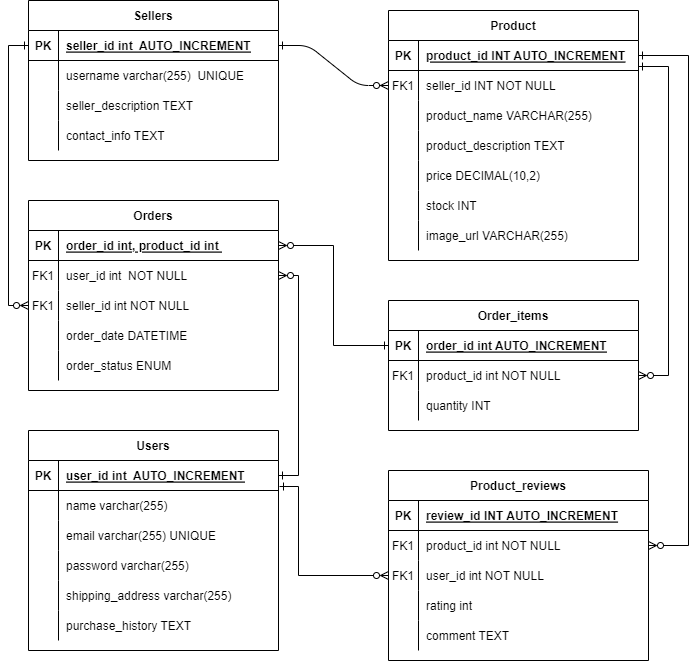 Sellers
PK seller_id int AUTO_INCREMENT
username varchar(255) UNIQUE
seller_description TEXT
contact_info TEXT
Product
PK product_id INT AUTO_INCREMENT
FK1 seller_id INT NOT NULL
product_name VARCHAR(255)
product_description TEXT
price DECIMAL(10,2)
stock INT
image_url VARCHAR(255)
Orders
PK order_id int, product_id int
FK1 user_id int NOT NULL
FK1 seller_id int NOT NULL
order_date DATETIME
order_status ENUM
Order_items
PK order_id int AUTO_INCREMENT
FK1 product_id int NOT NULL
quantity INT
Users
PK user_id int AUTO_INCREMENT
name varchar(255)
email varchar(255) UNIQUE
password varchar(255)
shipping_address varchar(255)
purchase_history TEXT
Product_reviews
PK review_id INT AUTO_INCREMENT
FK1 product_id int NOT NULL
FK1 user_id int NOT NULL
rating int
comment TEXT